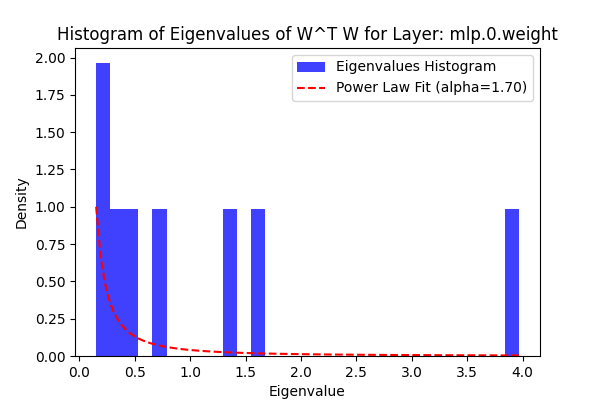 Histogram of Eigenvalues of W^T W for Layer: mlp.0.weight
Eigenvalues Histogram
Power Law Fit (alpha=1.70)
Density
2.00
1.75
1.50
1.25
1.00
0.75
0.50
0.25
0.00
0.0 0.5 1.0 1.5 2.0 2.5 3.0 3.5 4.0
Eigenvalue